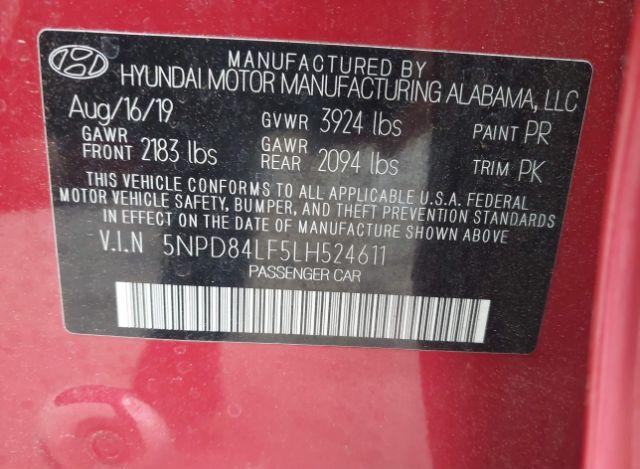 MANUFACTURED BY
HYUNDAI MOTOR MANUFACTURING ALABAMA, LLC
Aug/16/19 GVWR 3924 lbs PAINT PR
GAWR FRONT 2183 lbs GAWR REAR 2094 lbs TRIM PK
THIS VEHICLE CONFORMS TO ALL APPLICABLE U.S.A. FEDERAL
MOTOR VEHICLE SAFETY, BUMPER, AND THEFT PREVENTION STANDARDS
IN EFFECT ON THE DATE OF MANUFACTURE SHOWN ABOVE
V.I.N 5NPD84LF5LH524611
PASSENGER CAR